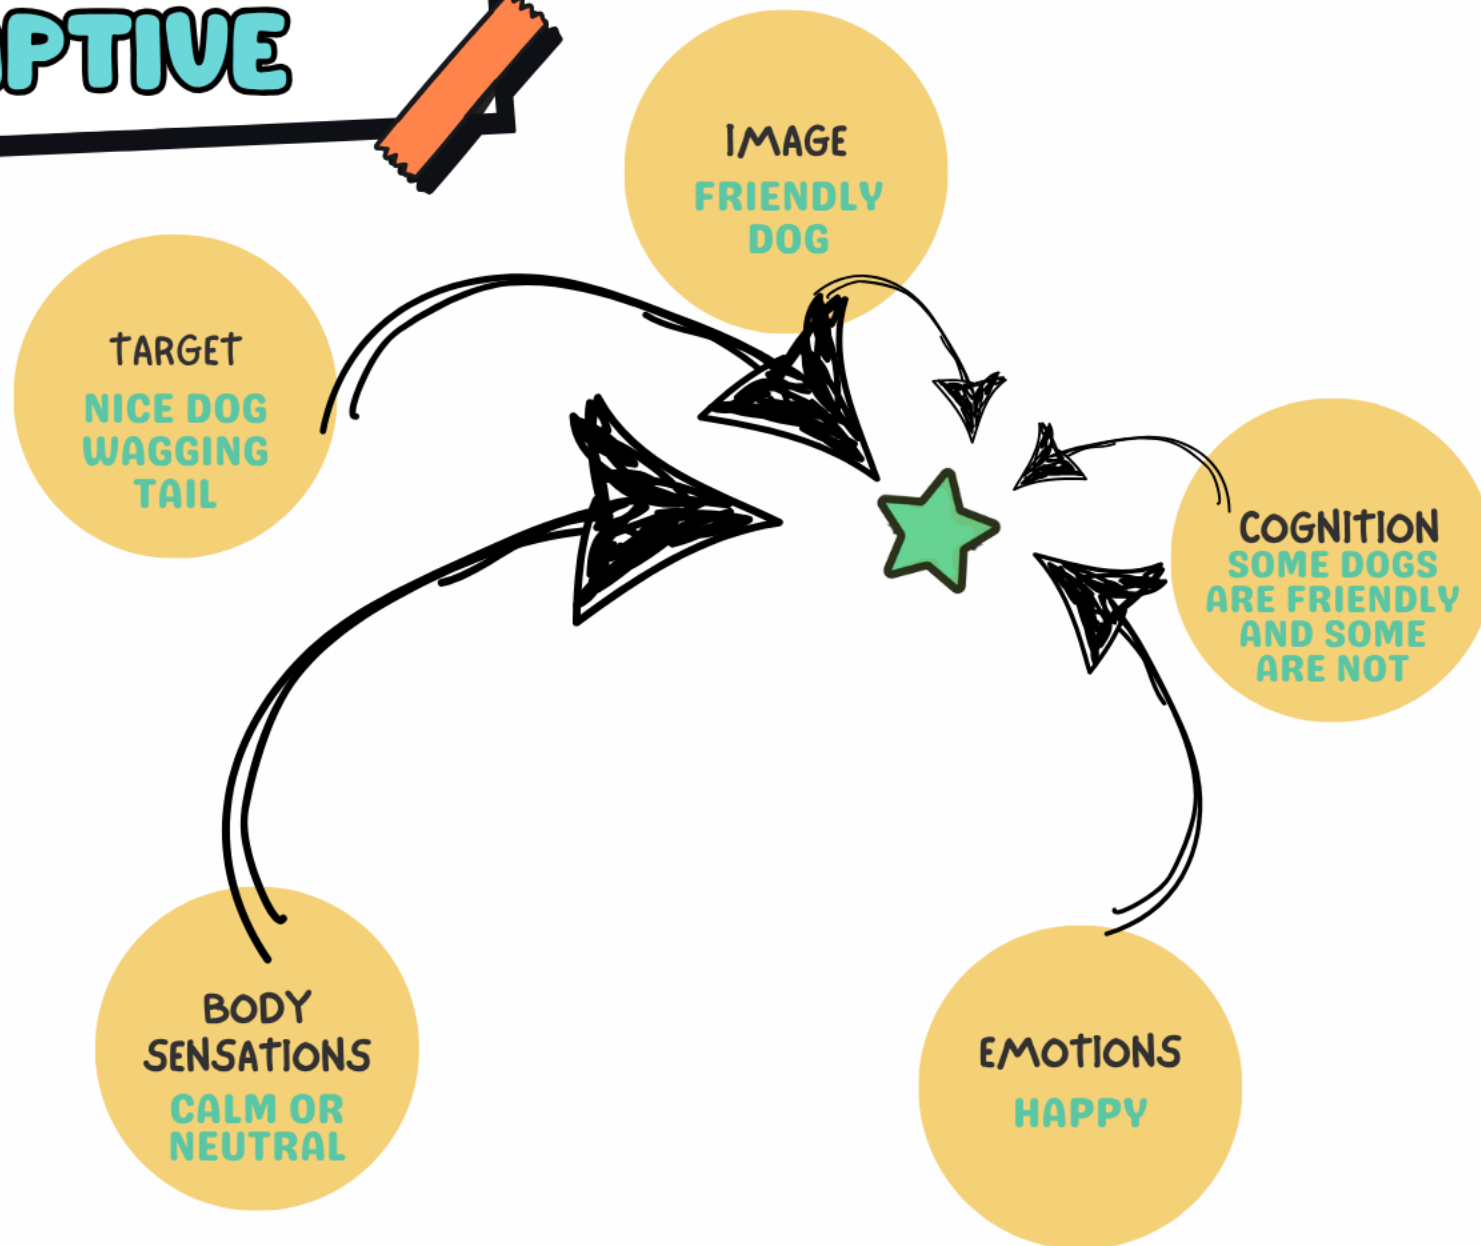 PTIVE
IMAGE
FRIENDLY
DOG
TARGET
NICE DOG
WAGGING
TAIL
COGNITION
SOME DOGS
ARE FRIENDLY
AND SOME
ARE NOT
BODY
SENSATIONS
CALM OR
NEUTRAL
EMOTIONS
HAPPY